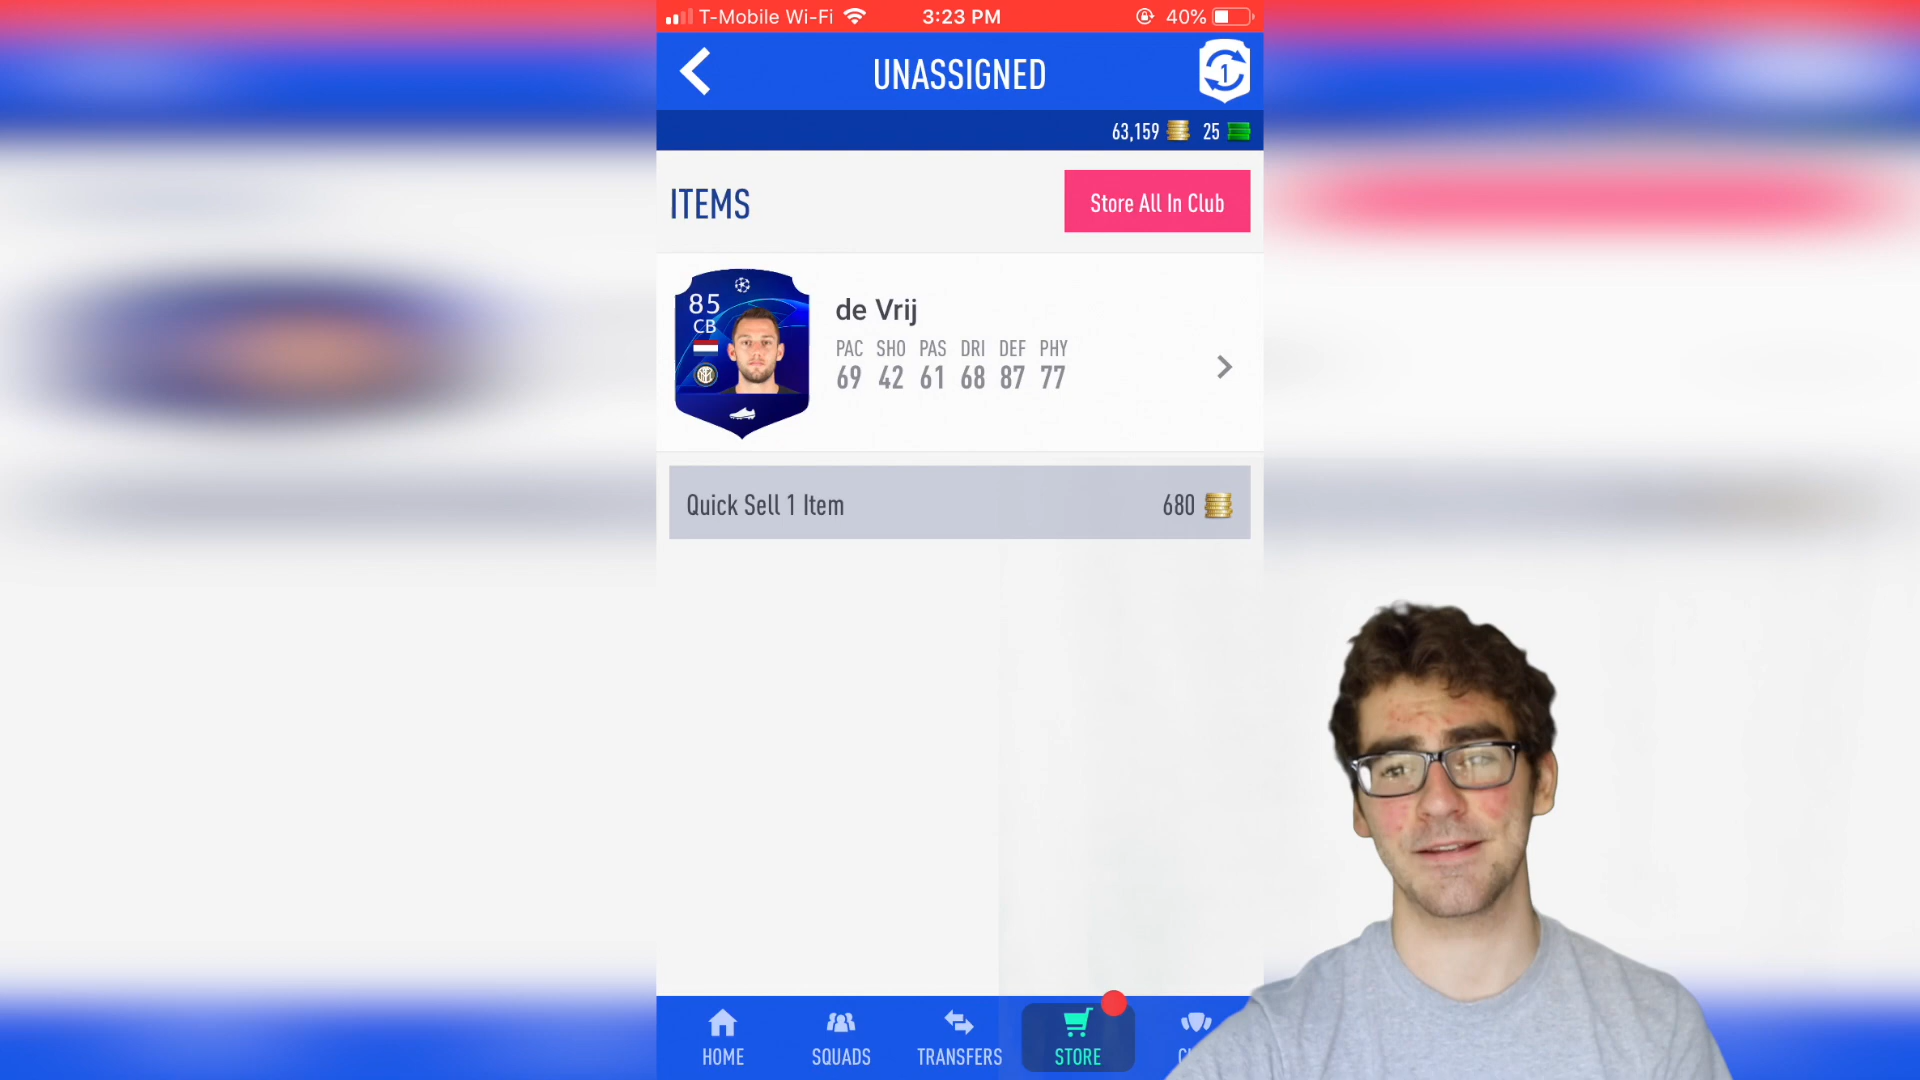 T-Mobile Wi-Fi 3:23 PM 40%
UNASSIGNED
1
63,159 25
ITEMS
Store All In Club
85
CB
de Vrij
PAC SHO PAS DRI DEF PHY
69 42 61 68 87 77
Quick Sell 1 Item 680
HOME SQUADS TRANSFERS STORE